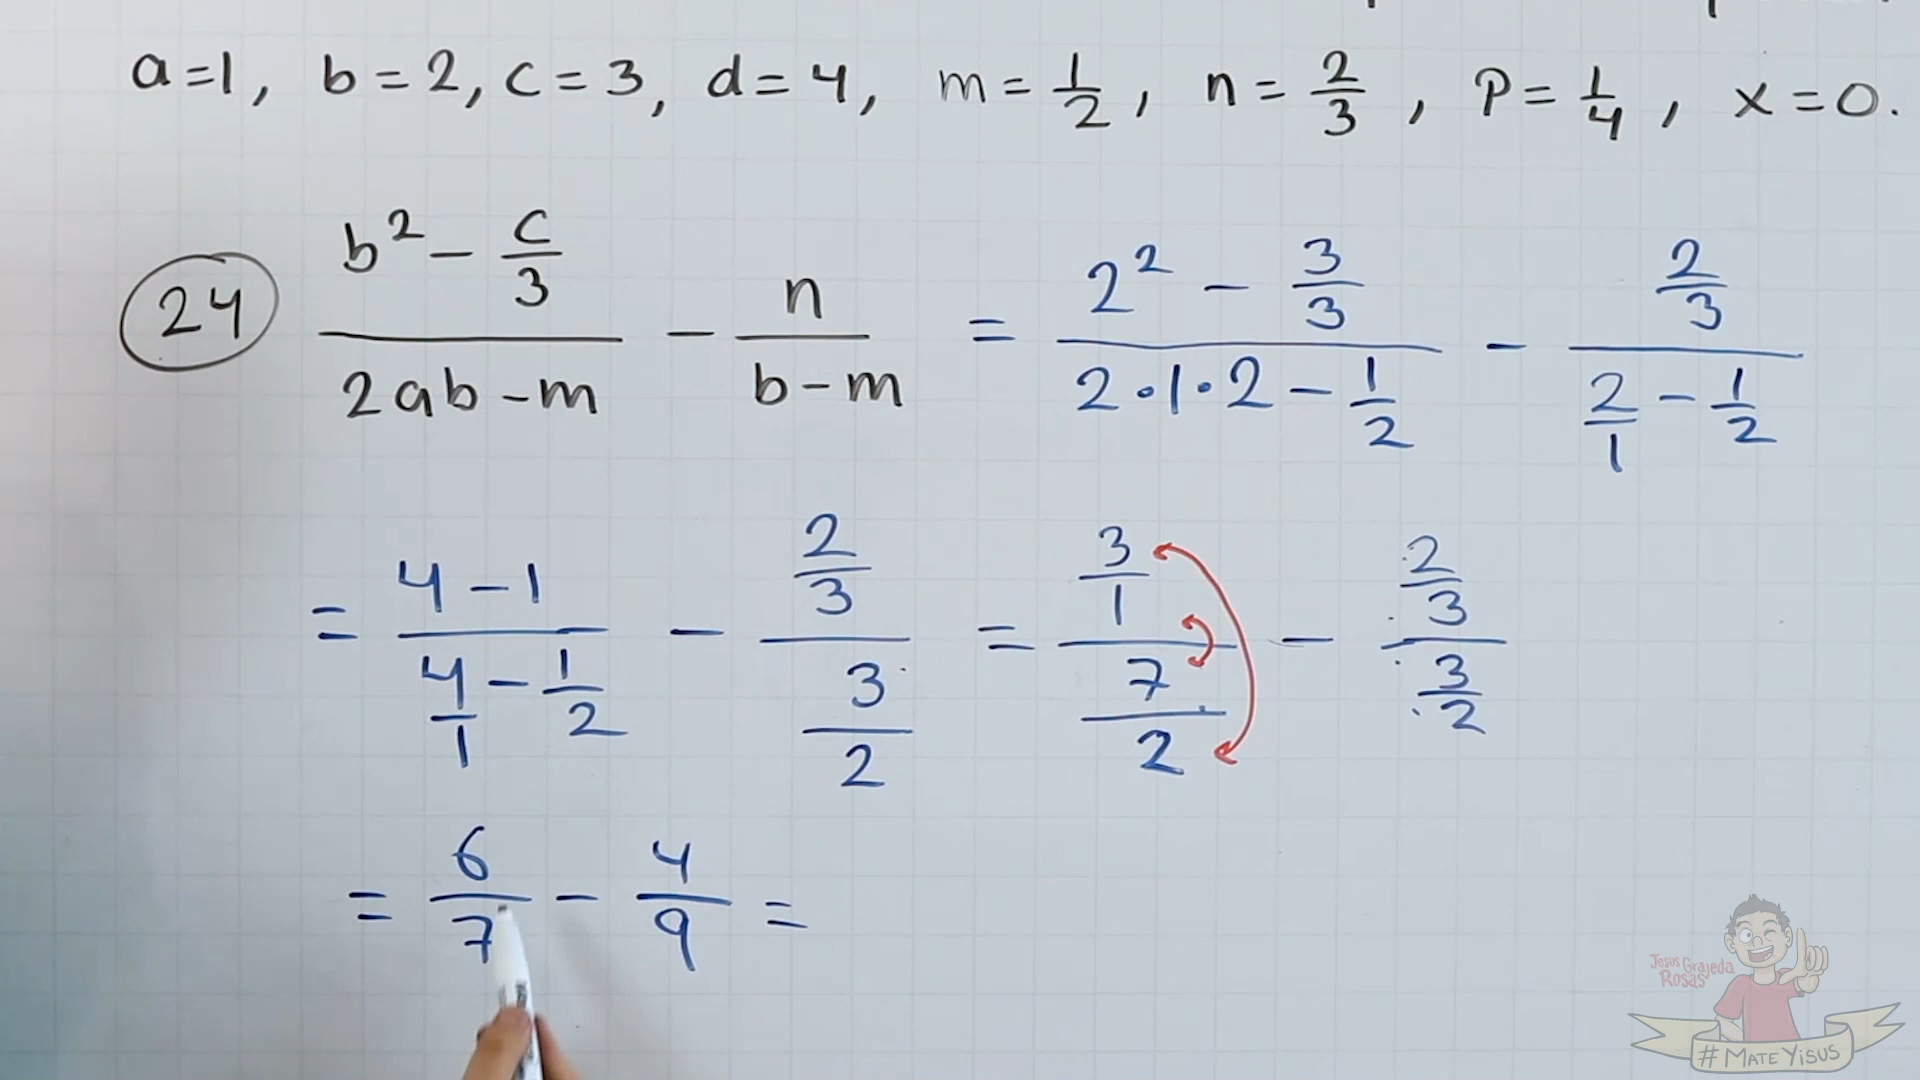 a=1, b=2, c=3, d=4, m=1/2, n=2/3, p=1/4, x=0.
24 (b² - c/3)/(2ab-m) - n/(b-m) = (2² - 3/3)/(2·1·2 - 1/2) - (2/3)/(2/1 - 1/2)
= (4-1)/(4/1 - 1/2) - (2/3)/(3/2) = (3/1)/(7/2) - (2/3)/(3/2)
= 6/7 - 4/9 =
Jesus Grajeda
Rosas
#MATEYISUS